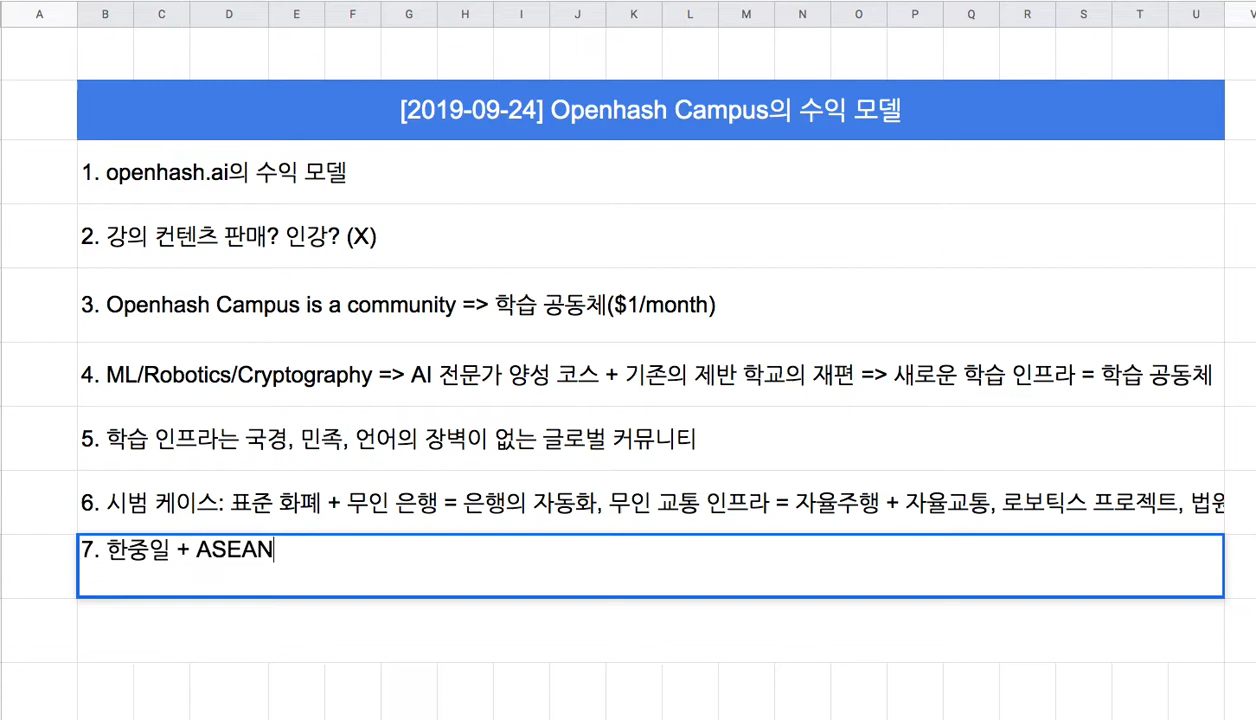 A B C D E F G H I J K L M N O P Q R S T U
[2019-09-24] Openhash Campus의 수익 모델
1. openhash.ai의 수익 모델
2. 강의 컨텐츠 판매? 인강? (X)
3. Openhash Campus is a community => 학습 공동체($1/month)
4. ML/Robotics/Cryptography => AI 전문가 양성 코스 + 기존의 제반 학교의 재편 => 새로운 학습 인프라 = 학습 공동체
5. 학습 인프라는 국경, 민족, 언어의 장벽이 없는 글로벌 커뮤니티
6. 시범 케이스: 표준 화폐 + 무인 은행 = 은행의 자동화, 무인 교통 인프라 = 자율주행 + 자율교통, 로보틱스 프로젝트, 법원
7. 한중일 + ASEAN